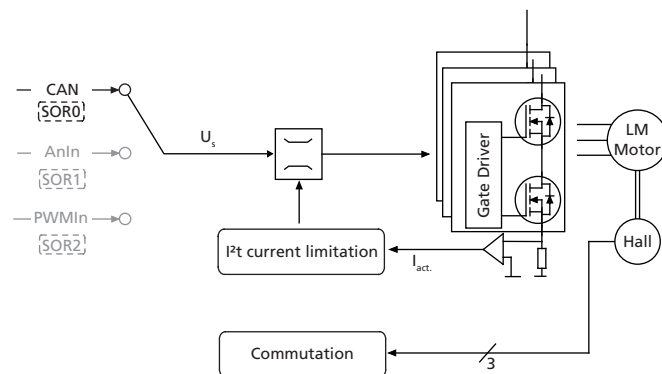 CAN
SOR0
AnIn
SOR1
PWMIn
SOR2
Us
I²t current limitation
Iact.
Gate Driver
LM
Motor
Hall
Commutation
3